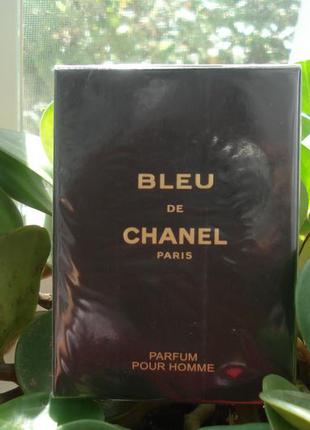 BLEU
DE
CHANEL
PARIS
PARFUM
POUR HOMME